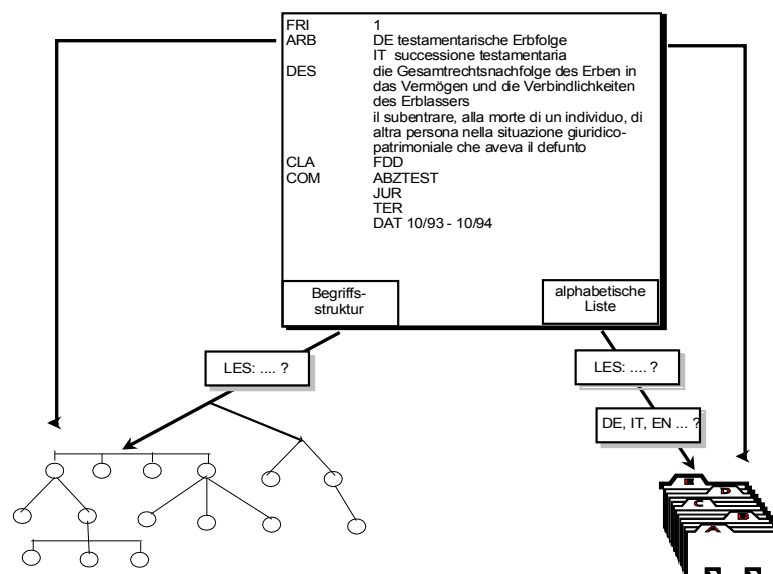 FRI 1
ARB DE testamentarische Erbfolge
IT successione testamentaria
DES die Gesamtrechtsnachfolge des Erben in
das Vermögen und die Verbindlichkeiten
des Erblassers
il subentrare, alla morte di un individuo, di
altra persona nella situazione giuridico-
patrimoniale che aveva il defunto
CLA FDD
COM ABZTEST
JUR
TER
DAT 10/93 - 10/94
Begriffs-
struktur
alphabetische
Liste
LES: .... ?
LES: .... ?
DE, IT, EN ... ?
E
D
C
B
A